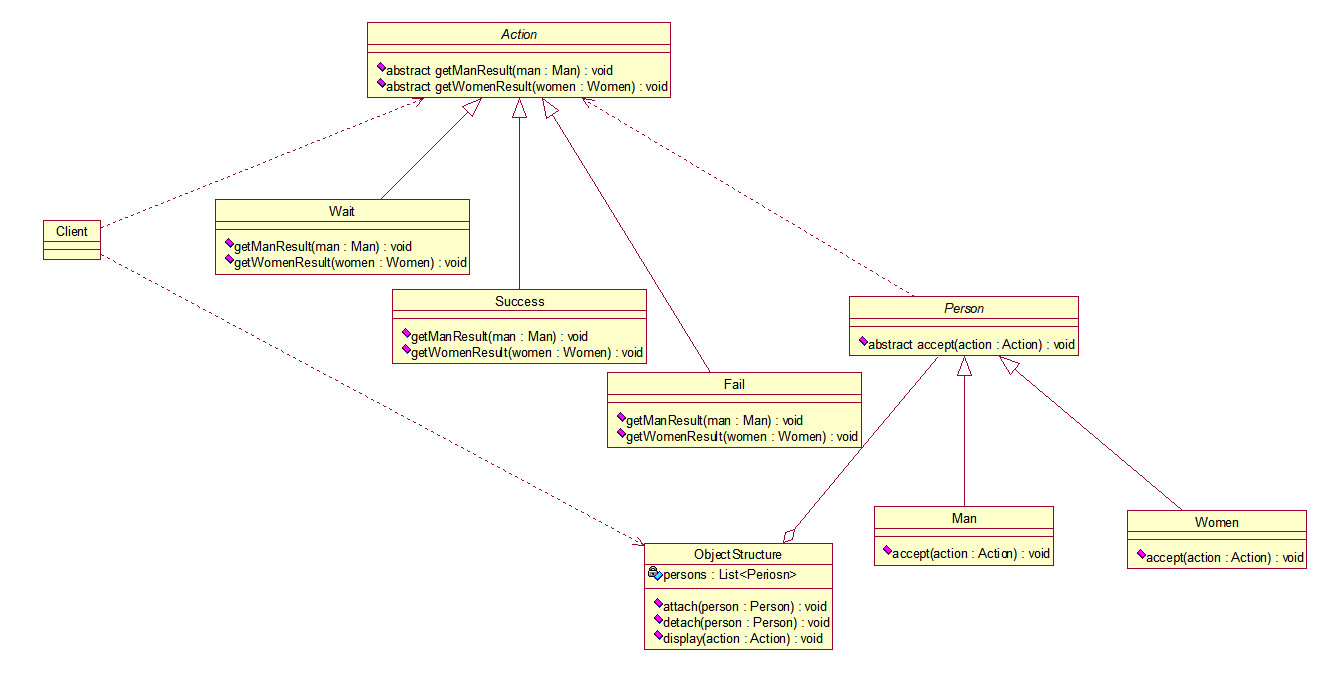 Action
abstract getManResult(man : Man) : void
abstract getWomenResult(women : Women) : void
Client
Wait
getManResult(man : Man) : void
getWomenResult(women : Women) : void
Success
getManResult(man : Man) : void
getWomenResult(women : Women) : void
Person
abstract accept(action : Action) : void
Fail
getManResult(man : Man) : void
getWomenResult(women : Women) : void
Man
accept(action : Action) : void
Women
accept(action : Action) : void
ObjectStructure
persons : List<Periosn>
attach(person : Person) : void
detach(person : Person) : void
display(action : Action) : void